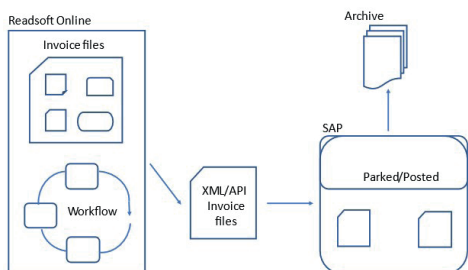 Readsoft Online
Invoice files
Workflow
XML/API
Invoice
files
Archive
SAP
Parked/Posted